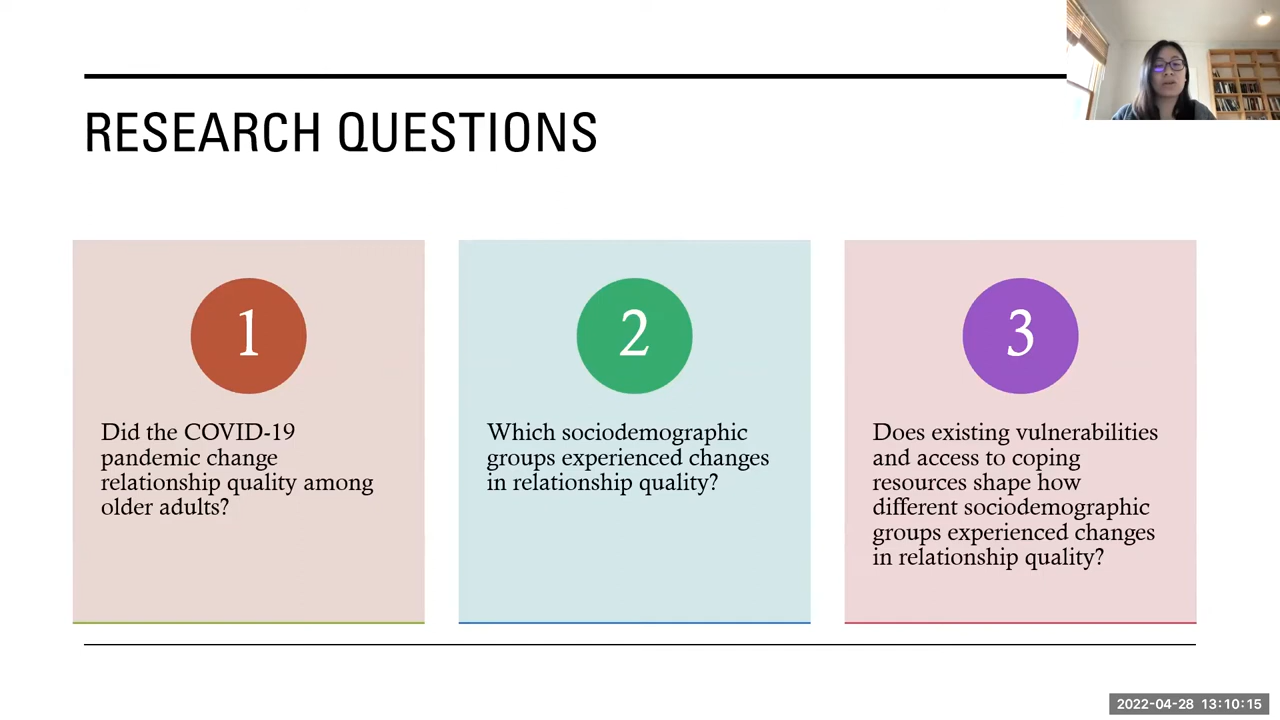 RESEARCH QUESTIONS
1
Did the COVID-19
pandemic change
relationship quality among
older adults?
2
Which sociodemographic
groups experienced changes
in relationship quality?
3
Does existing vulnerabilities
and access to coping
resources shape how
different sociodemographic
groups experienced changes
in relationship quality?
2022-04-28 13:10:15